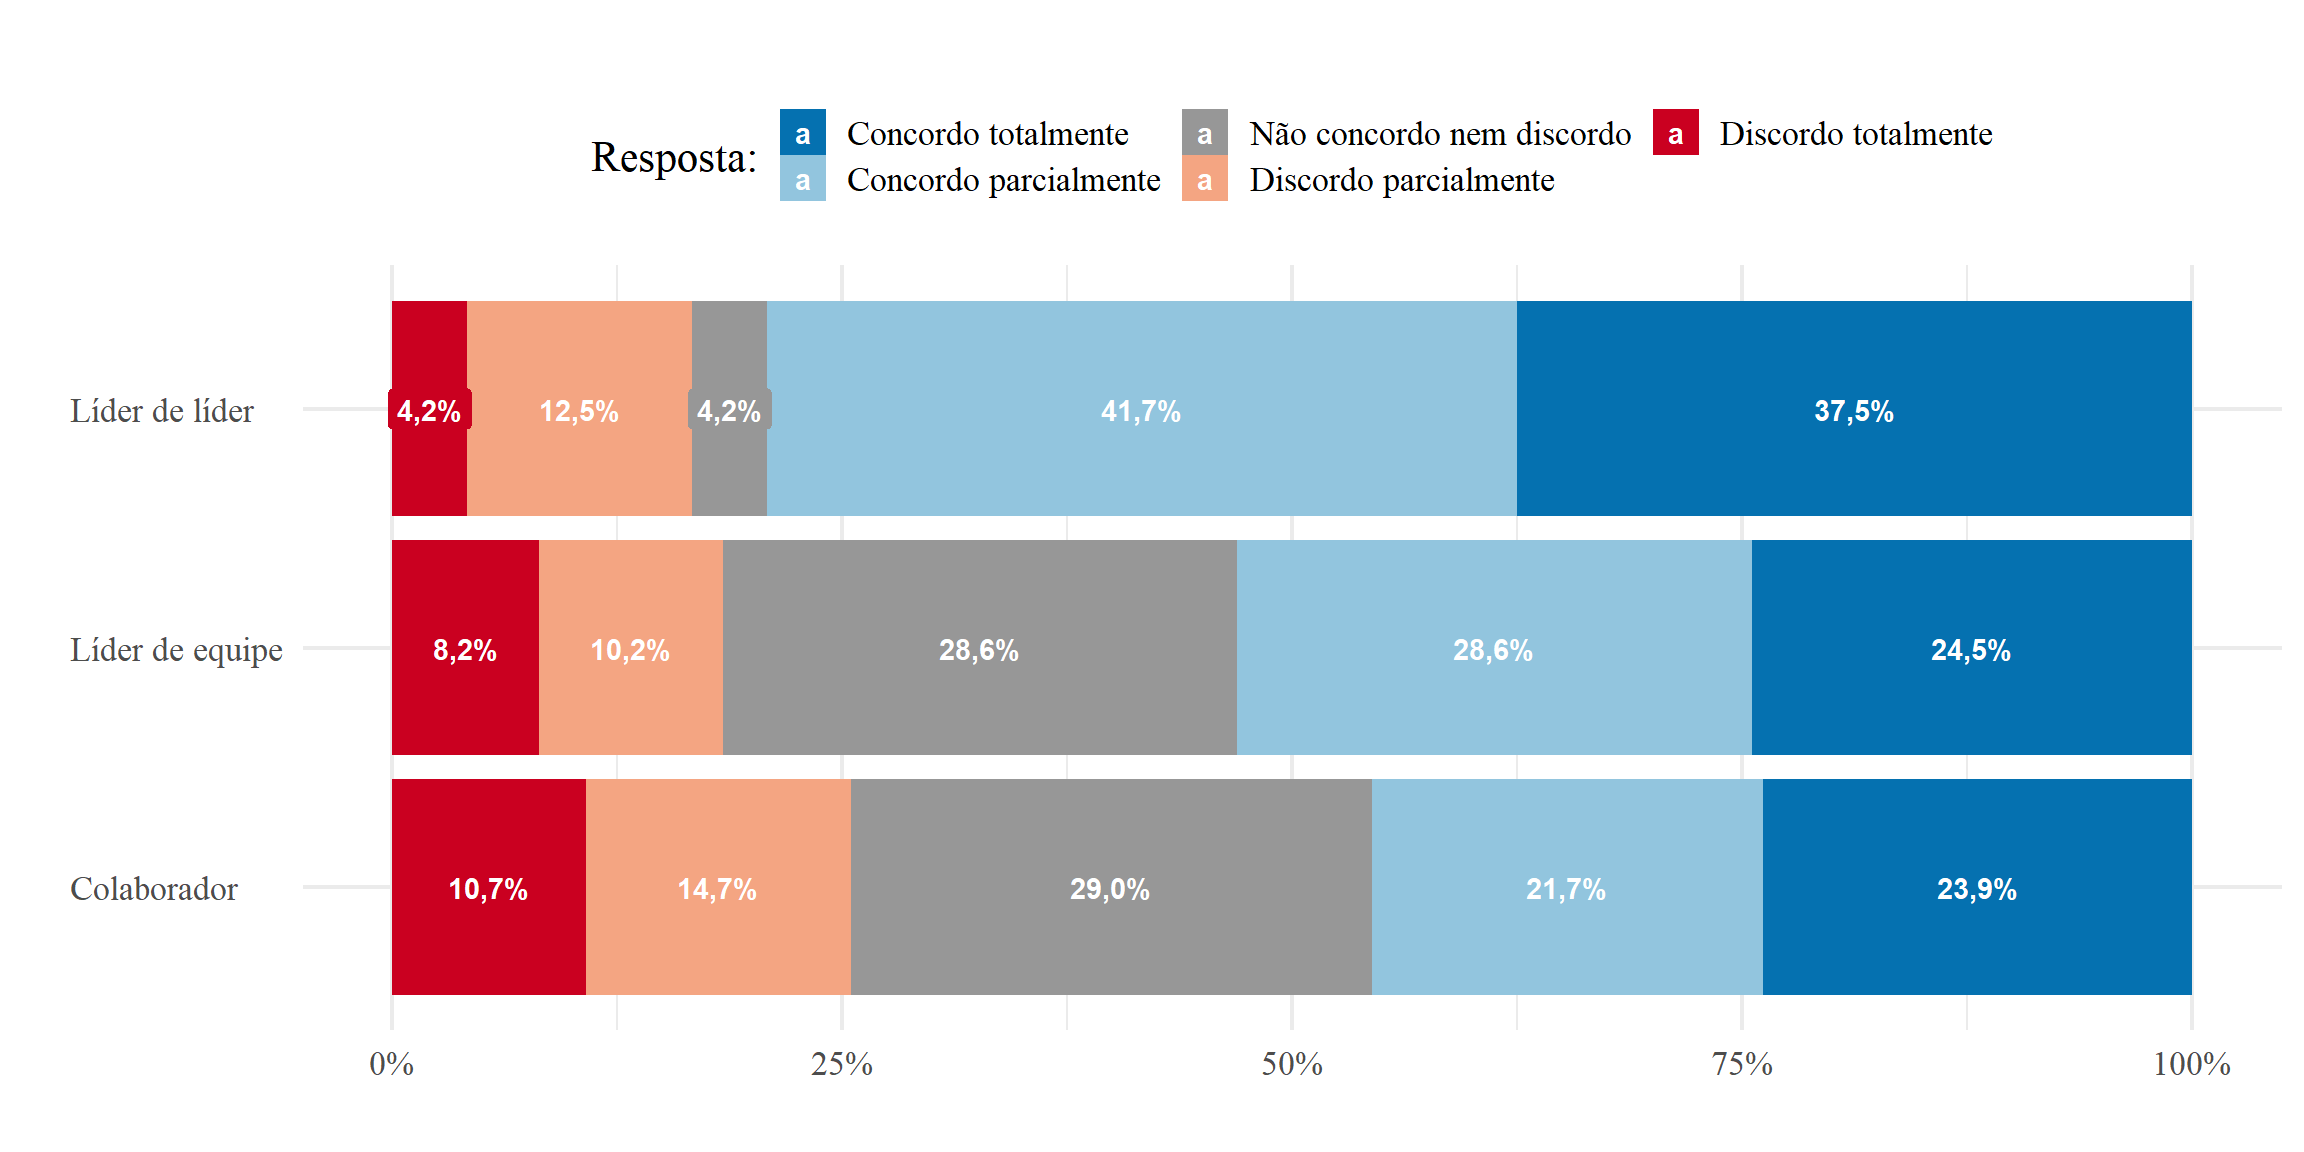 Resposta:
a Concordo totalmente a Não concordo nem discordo a Discordo totalmente
a Concordo parcialmente a Discordo parcialmente
Líder de líder 4,2% 12,5% 4,2% 41,7% 37,5%
Líder de equipe 8,2% 10,2% 28,6% 28,6% 24,5%
Colaborador 10,7% 14,7% 29,0% 21,7% 23,9%
0% 25% 50% 75% 100%